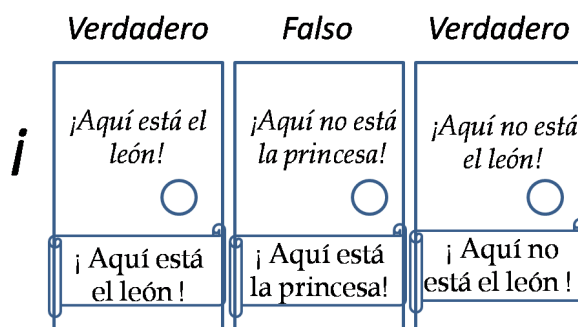 Verdadero
Falso
Verdadero
¡
¡Aquí está el
león!
¡Aquí no está
la princesa!
¡Aquí no está
el león!
¡ Aquí está
el león !
¡ Aquí está
la princesa!
¡ Aquí no
está el león !